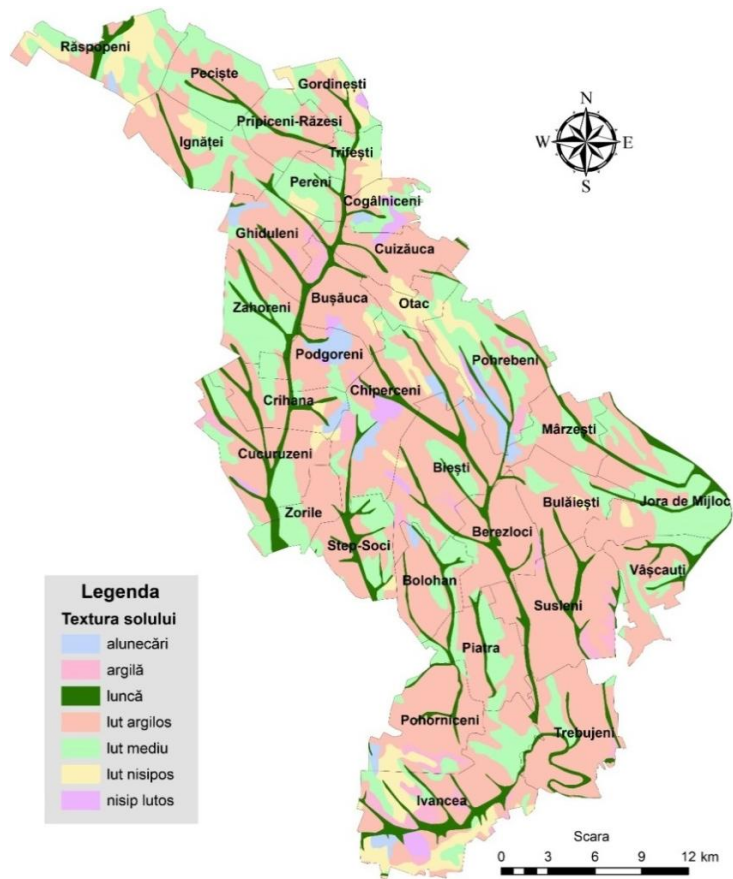 Răspopeni
Peciște
Gordinești
Pripiceni-Răzesi
Ignăței
Trifești
Pereni
Cogâlniceni
Ghiduleni
Cuizăuca
Bușăuca
Otac
Zahoreni
Podgoreni
Pohrebeni
Chiperceni
Crihana
Mârzești
Cucuruzeni
Biești
Jora de Mijloc
Bulăiești
Zorile
Berezloci
Step-Soci
Vâșcăuți
Bolohan
Susleni
Piatra
Pohorniceni
Trebujeni
Ivancea
N
W E
S
Legenda
Textura solului
alunecări
argilă
luncă
lut argilos
lut mediu
lut nisipos
nisip lutos
Scara
0 3 6 9 12 km